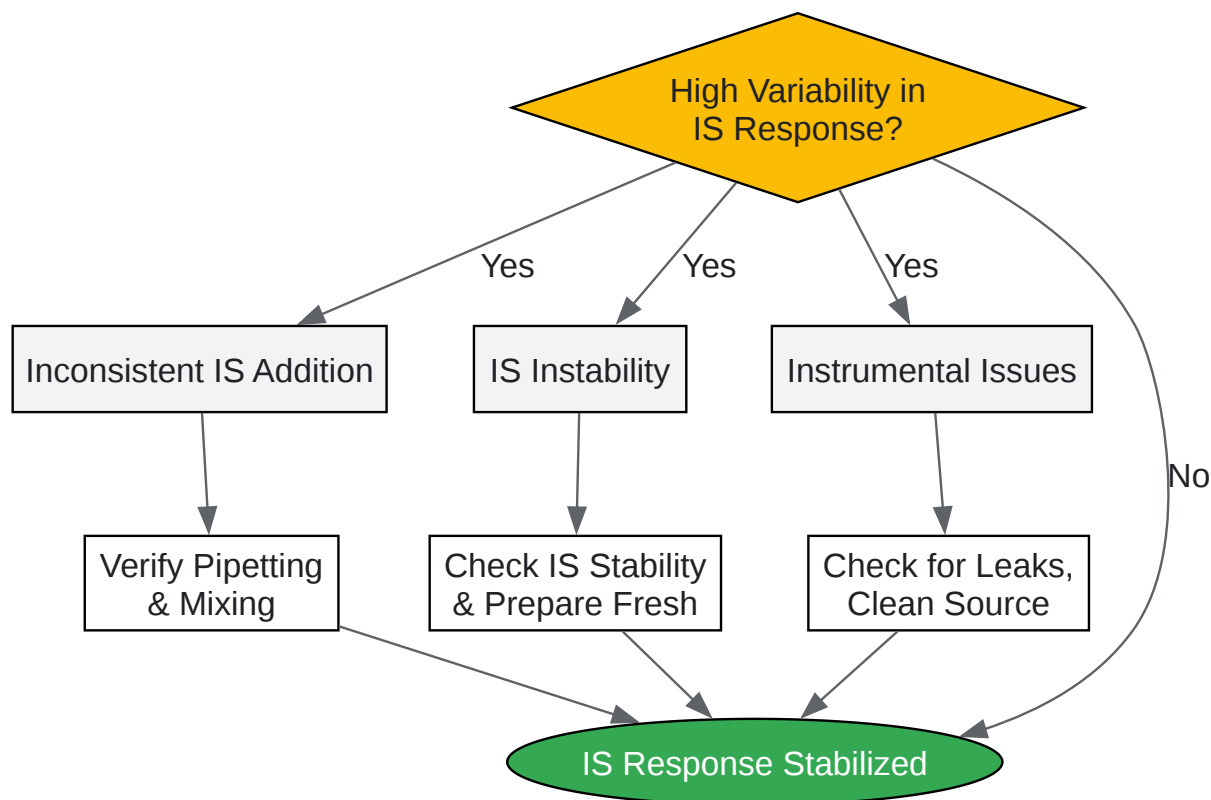 High Variability in
IS Response?
Yes
Yes
Yes
Inconsistent IS Addition
IS Instability
Instrumental Issues
No
Verify Pipetting
& Mixing
Check IS Stability
& Prepare Fresh
Check for Leaks,
Clean Source
IS Response Stabilized